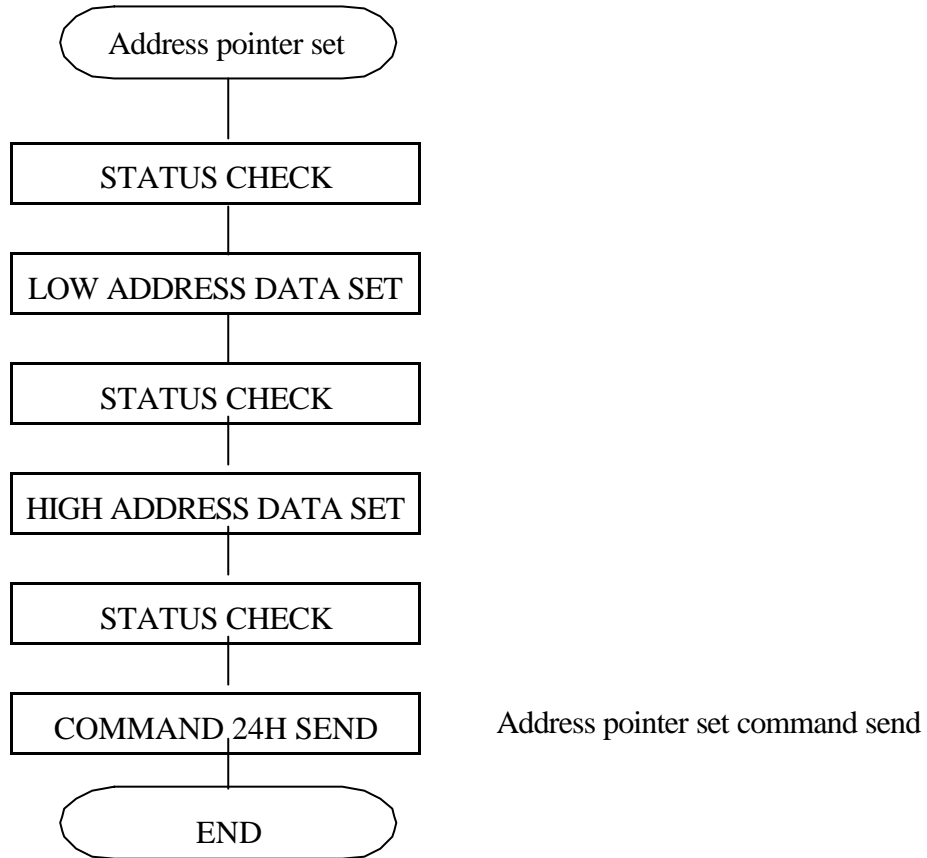 Address pointer set
STATUS CHECK
LOW ADDRESS DATA SET
STATUS CHECK
HIGH ADDRESS DATA SET
STATUS CHECK
COMMAND 24H SEND
Address pointer set command send
END